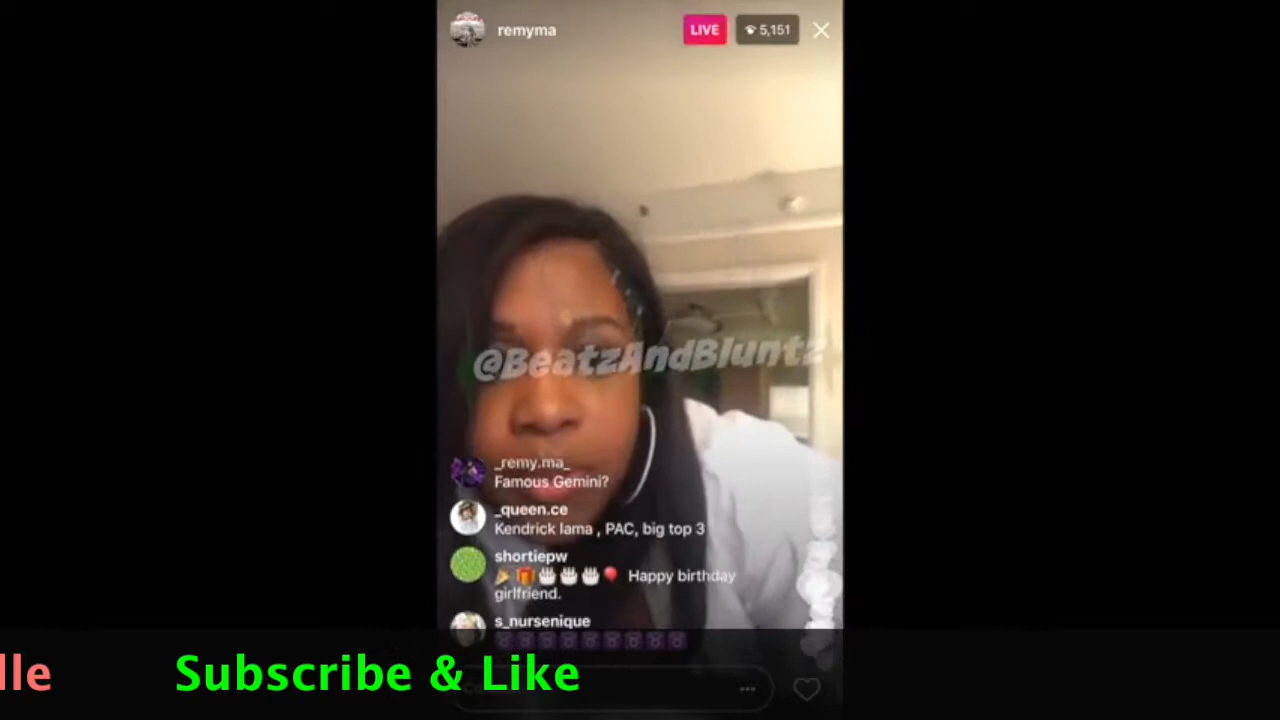 remyma
LIVE
5,151
@BeatzAndBluntz
_remy.ma_
Famous Gemini?
_queen.ce
Kendrick lama , PAC, big top 3
shortiepw
🎉🎁🎂🎂🎂🎈 Happy birthday
girlfriend.
s_nursenique
♉♉♉♉♉♉♉♉♉
lle
Subscribe & Like